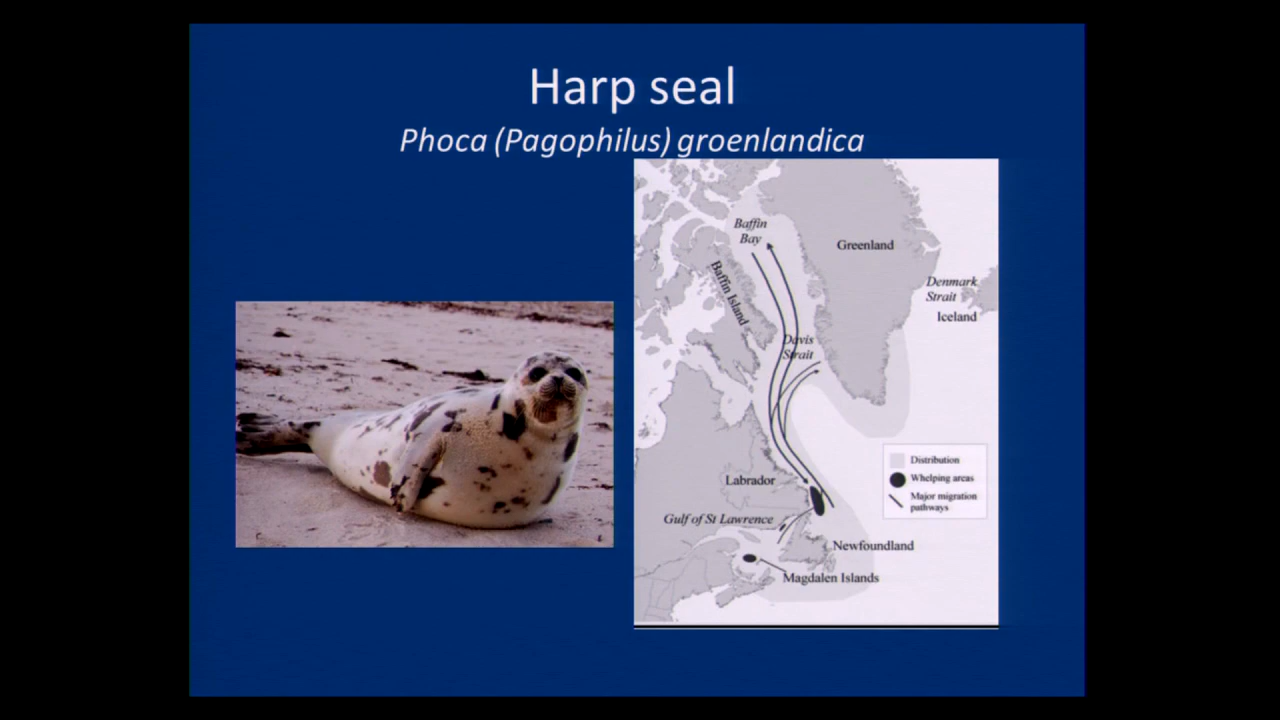 Harp seal
Phoca (Pagophilus) groenlandica
Baffin
Bay
Greenland
Baffin Island
Denmark
Strait
Iceland
Davis
Strait
Distribution
Whelping areas
Major migration
pathways
Labrador
Gulf of St Lawrence
Newfoundland
Magdalen Islands